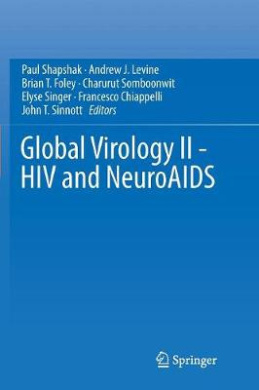 Paul Shapshak · Andrew J. Levine
Brian T. Foley · Charurut Somboonwit
Elyse Singer · Francesco Chiappelli
John T. Sinnott Editors
Global Virology II -
HIV and NeuroAIDS
Springer